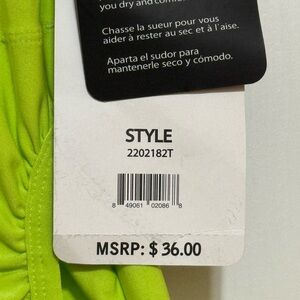 you dry and comfor
Chasse la sueur pour vous
aider à rester au sec et à l'aise.
Aparta el sudor para
mantenerle seco y cómodo.
STYLE
2202182T
8 49061 02086 8
MSRP: $ 36.00